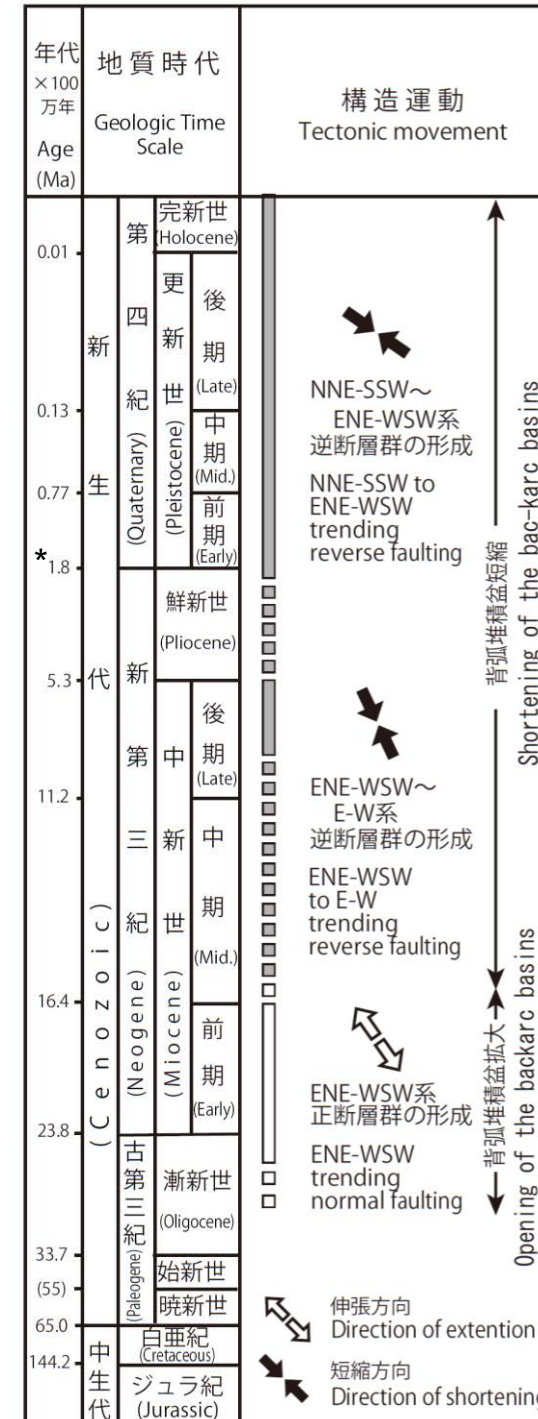 年代
×100
万年
Age
(Ma)
地質時代
Geologic Time
Scale
構造運動
Tectonic movement
0.01
0.13
0.77
*1.8
5.3
11.2
16.4
23.8
33.7
(55)
65.0
144.2
新生代
(Cenozoic)
中生代
第四紀
(Quaternary)
完新世
(Holocene)
更新世
(Pleistocene)
後期
(Late)
中期
(Mid.)
前期
(Early)
新第三紀
(Neogene)
鮮新世
(Pliocene)
中新世
(Miocene)
後期
(Late)
中期
(Mid.)
前期
(Early)
古第三紀
(Paleogene)
漸新世
(Oligocene)
始新世
暁新世
白亜紀
(Cretaceous)
ジュラ紀
(Jurassic)
NNE-SSW～
ENE-WSW系
逆断層群の形成
NNE-SSW to
ENE-WSW
trending
reverse faulting
ENE-WSW～
E-W系
逆断層群の形成
ENE-WSW
to E-W
trending
reverse faulting
ENE-WSW系
正断層群の形成
ENE-WSW
trending
normal faulting
背弧堆積盆短縮
Shortening of the bac-karc basins
背弧堆積盆拡大
Opening of the backarc basins
伸張方向
Direction of extention
短縮方向
Direction of shortening